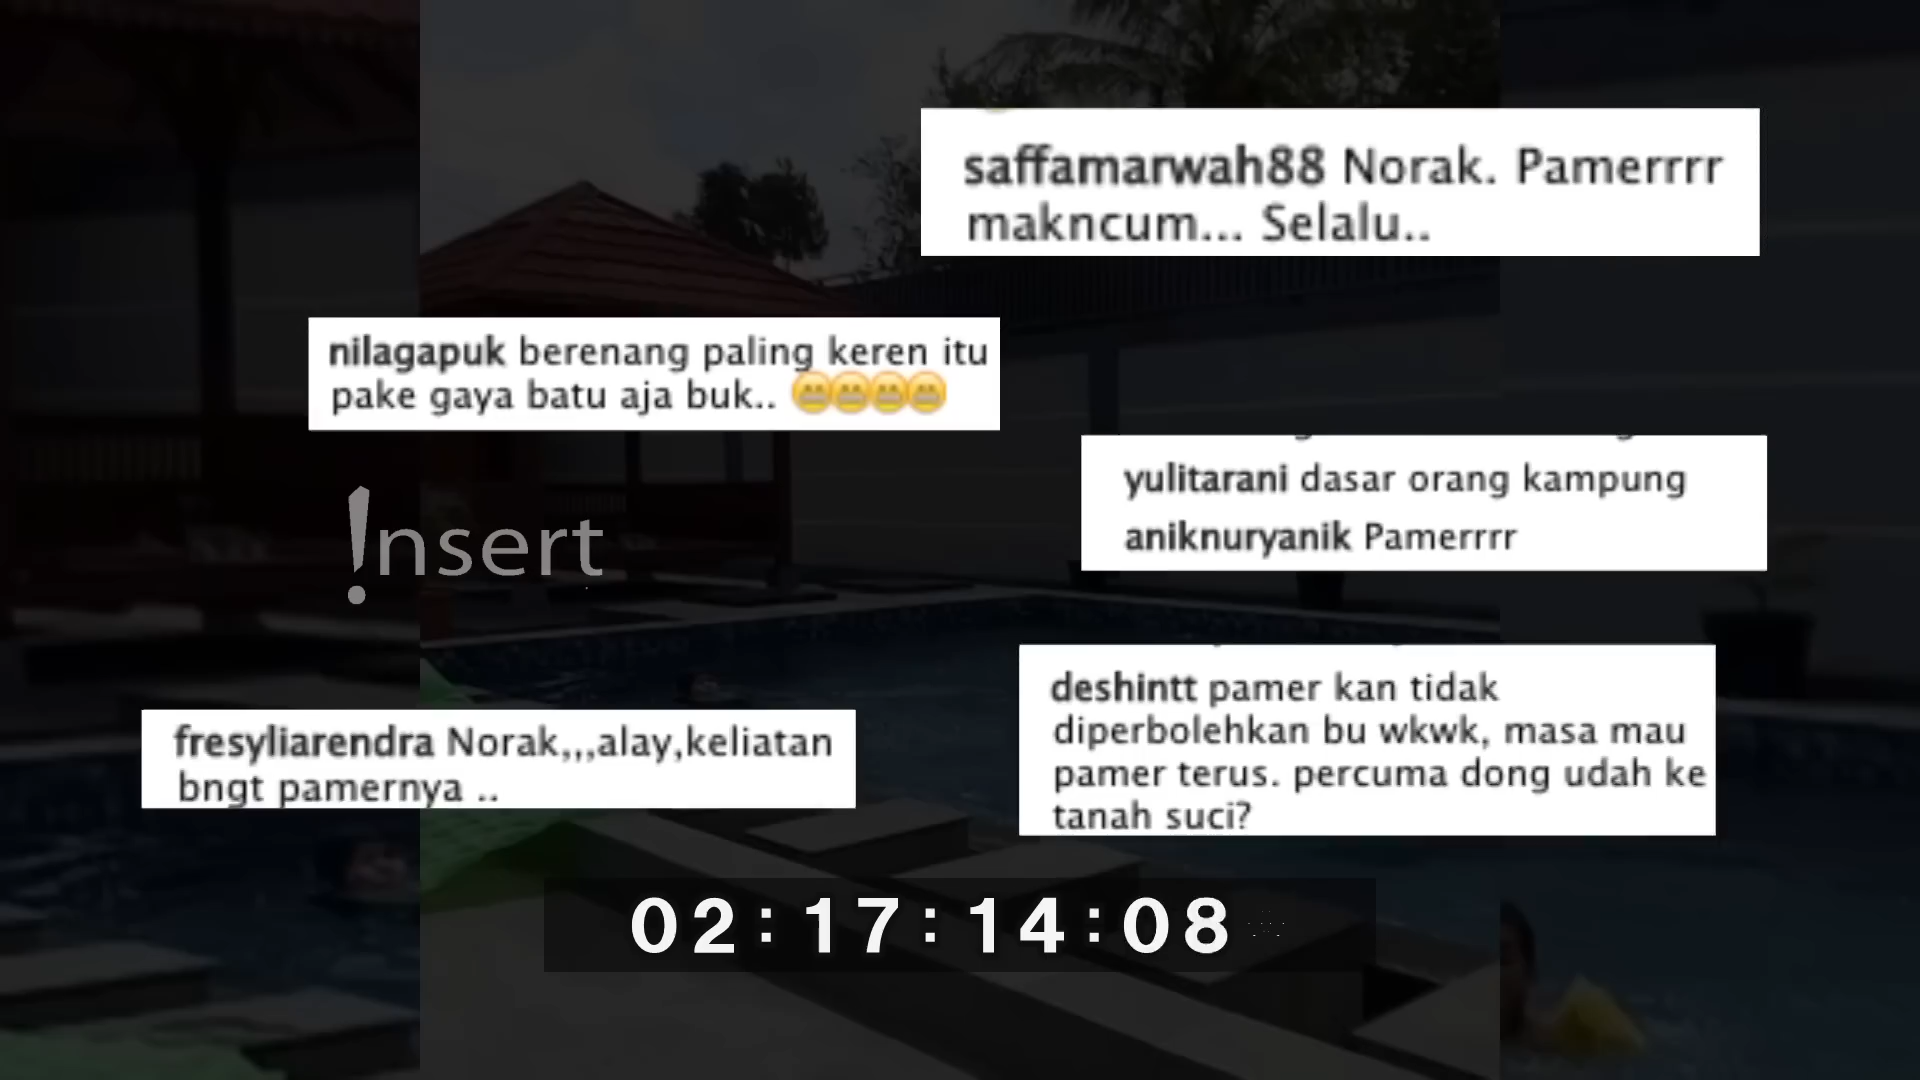 saffamarwah88 Norak. Pamerrrr
makncum... Selalu..
nilagapuk berenang paling keren itu
pake gaya batu aja buk.. 😁😁😁😁
yulitarani dasar orang kampung
aniknuryanik Pamerrrr
!nsert
deshintt pamer kan tidak
diperbolehkan bu wkwk, masa mau
pamer terus. percuma dong udah ke
tanah suci?
fresyliarendra Norak,,,alay,keliatan
bngt pamernya ..
02:17:14:08